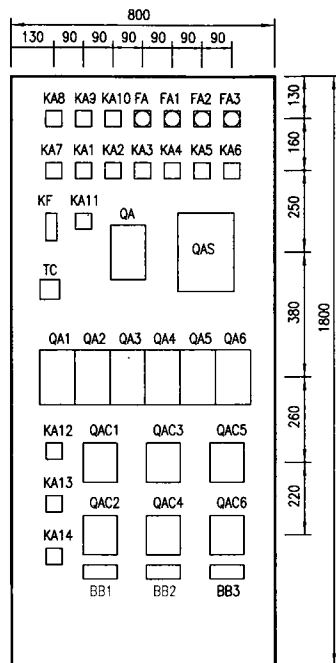 800
130 90 90 90 90 90 90
KA8 KA9 KA10 FA FA1 FA2 FA3
130
KA7 KA1 KA2 KA3 KA4 KA5 KA6
160
KF KA11 QA QAS
250
TC
380
1800
QA1 QA2 QA3 QA4 QA5 QA6
260
KA12 QAC1 QAC3 QAC5
220
KA13 QAC2 QAC4 QAC6
KA14
BB1 BB2 BB3